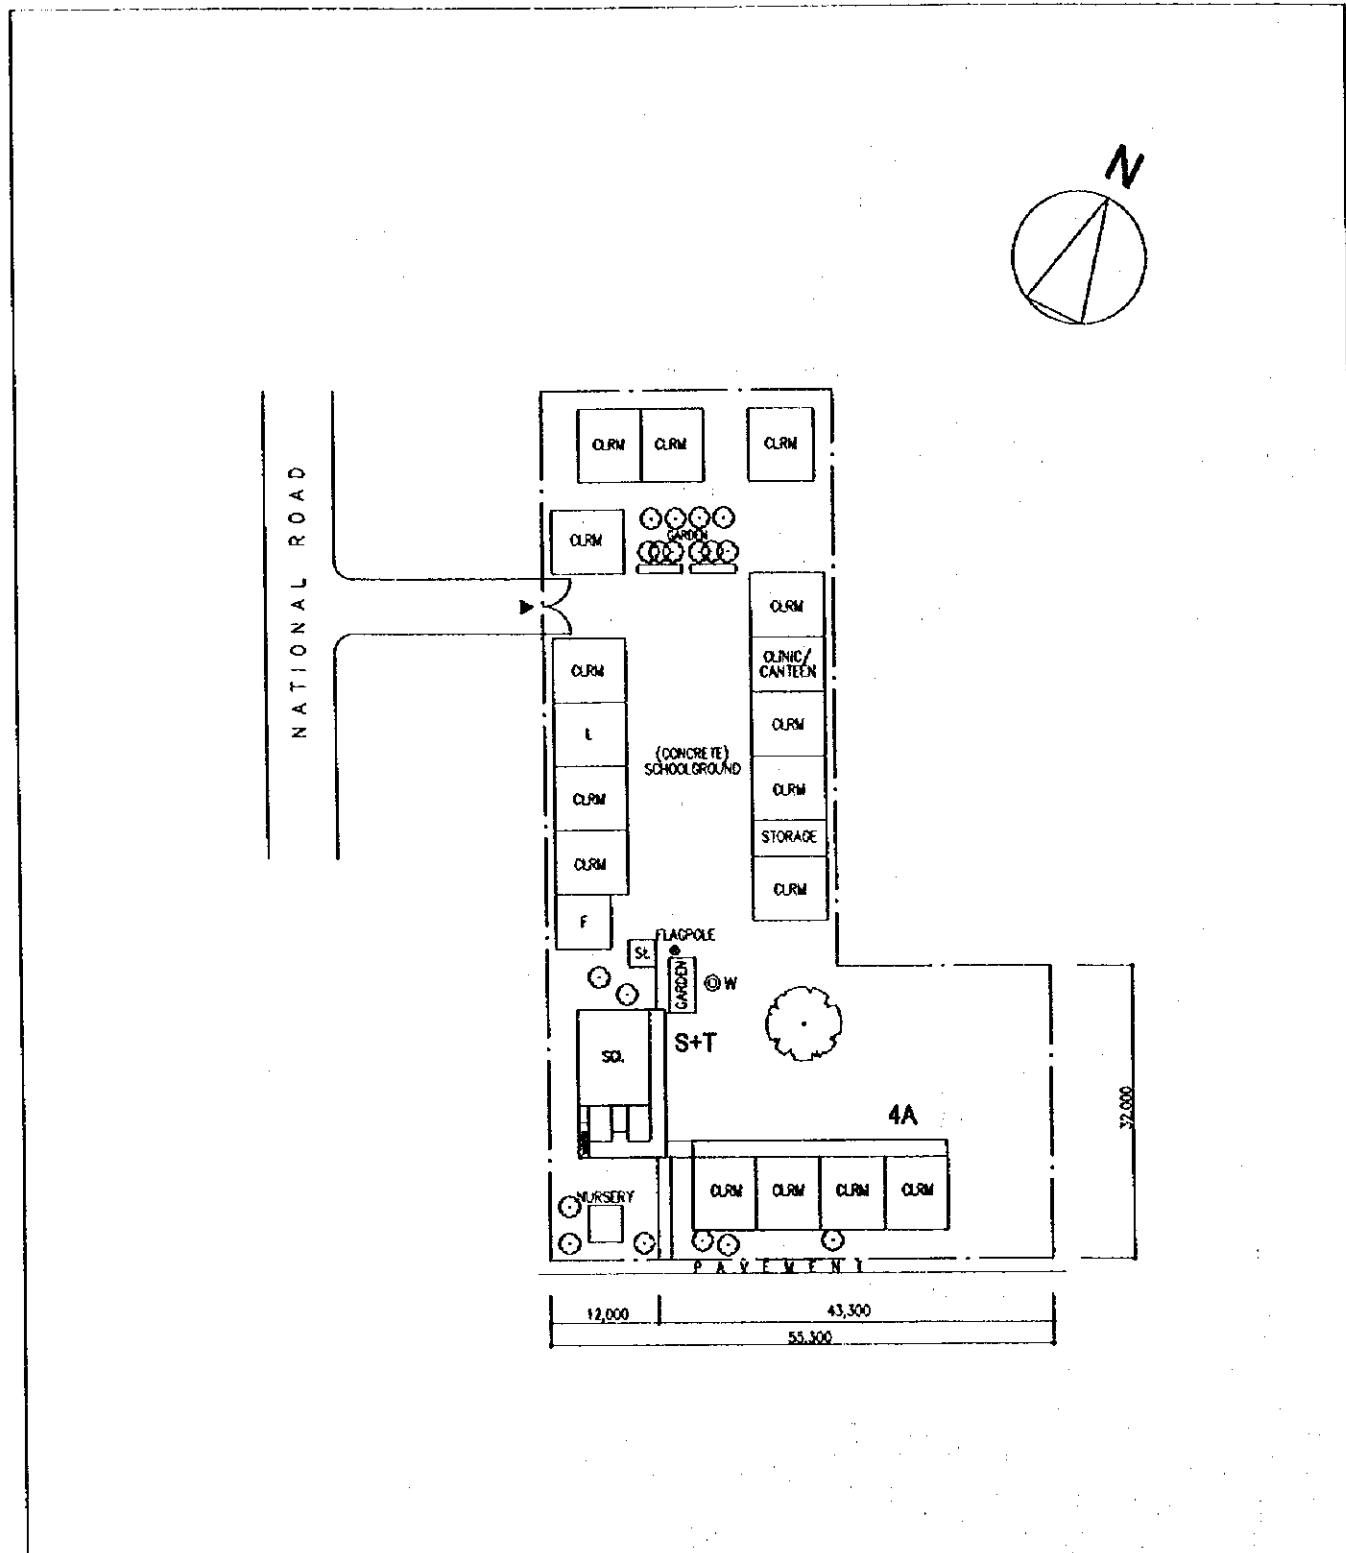 N
CLRM CLRM CLRM
NATIONAL ROAD
CLRM
GARDEN
CLRM
CLRM
CLINIC/
CANTEEN
L
CLRM
(CONCRETE)
SCHOOLGROUND
CLRM
CLRM
STORAGE
CLRM
CLRM
F
FLAGPOLE
St.
GARDEN
W
S+T
SCI.
4A
32,000
CLRM CLRM CLRM CLRM
NURSERY
PAVEMENT
12,000
43,300
55,300